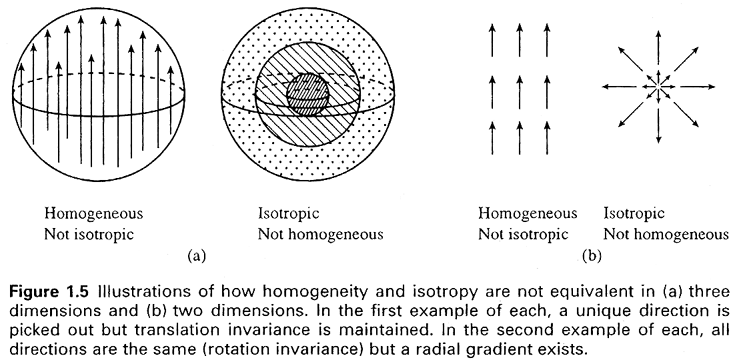 Homogeneous
Not isotropic
Isotropic
Not homogeneous
(a)
Homogeneous
Not isotropic
Isotropic
Not homogeneous
(b)
Figure 1.5 Illustrations of how homogeneity and isotropy are not equivalent in (a) three
dimensions and (b) two dimensions. In the first example of each, a unique direction is
picked out but translation invariance is maintained. In the second example of each, all
directions are the same (rotation invariance) but a radial gradient exists.